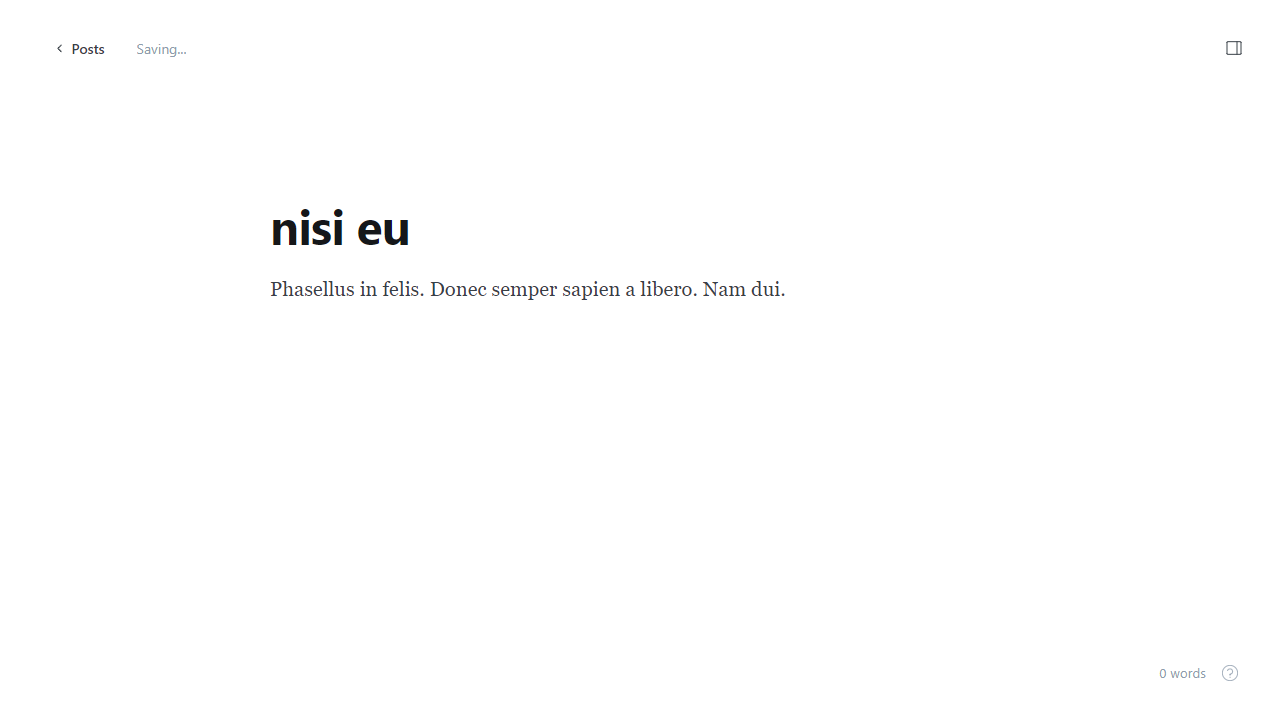 Posts
Saving...
nisi eu
Phasellus in felis. Donec semper sapien a libero. Nam dui.
0 words